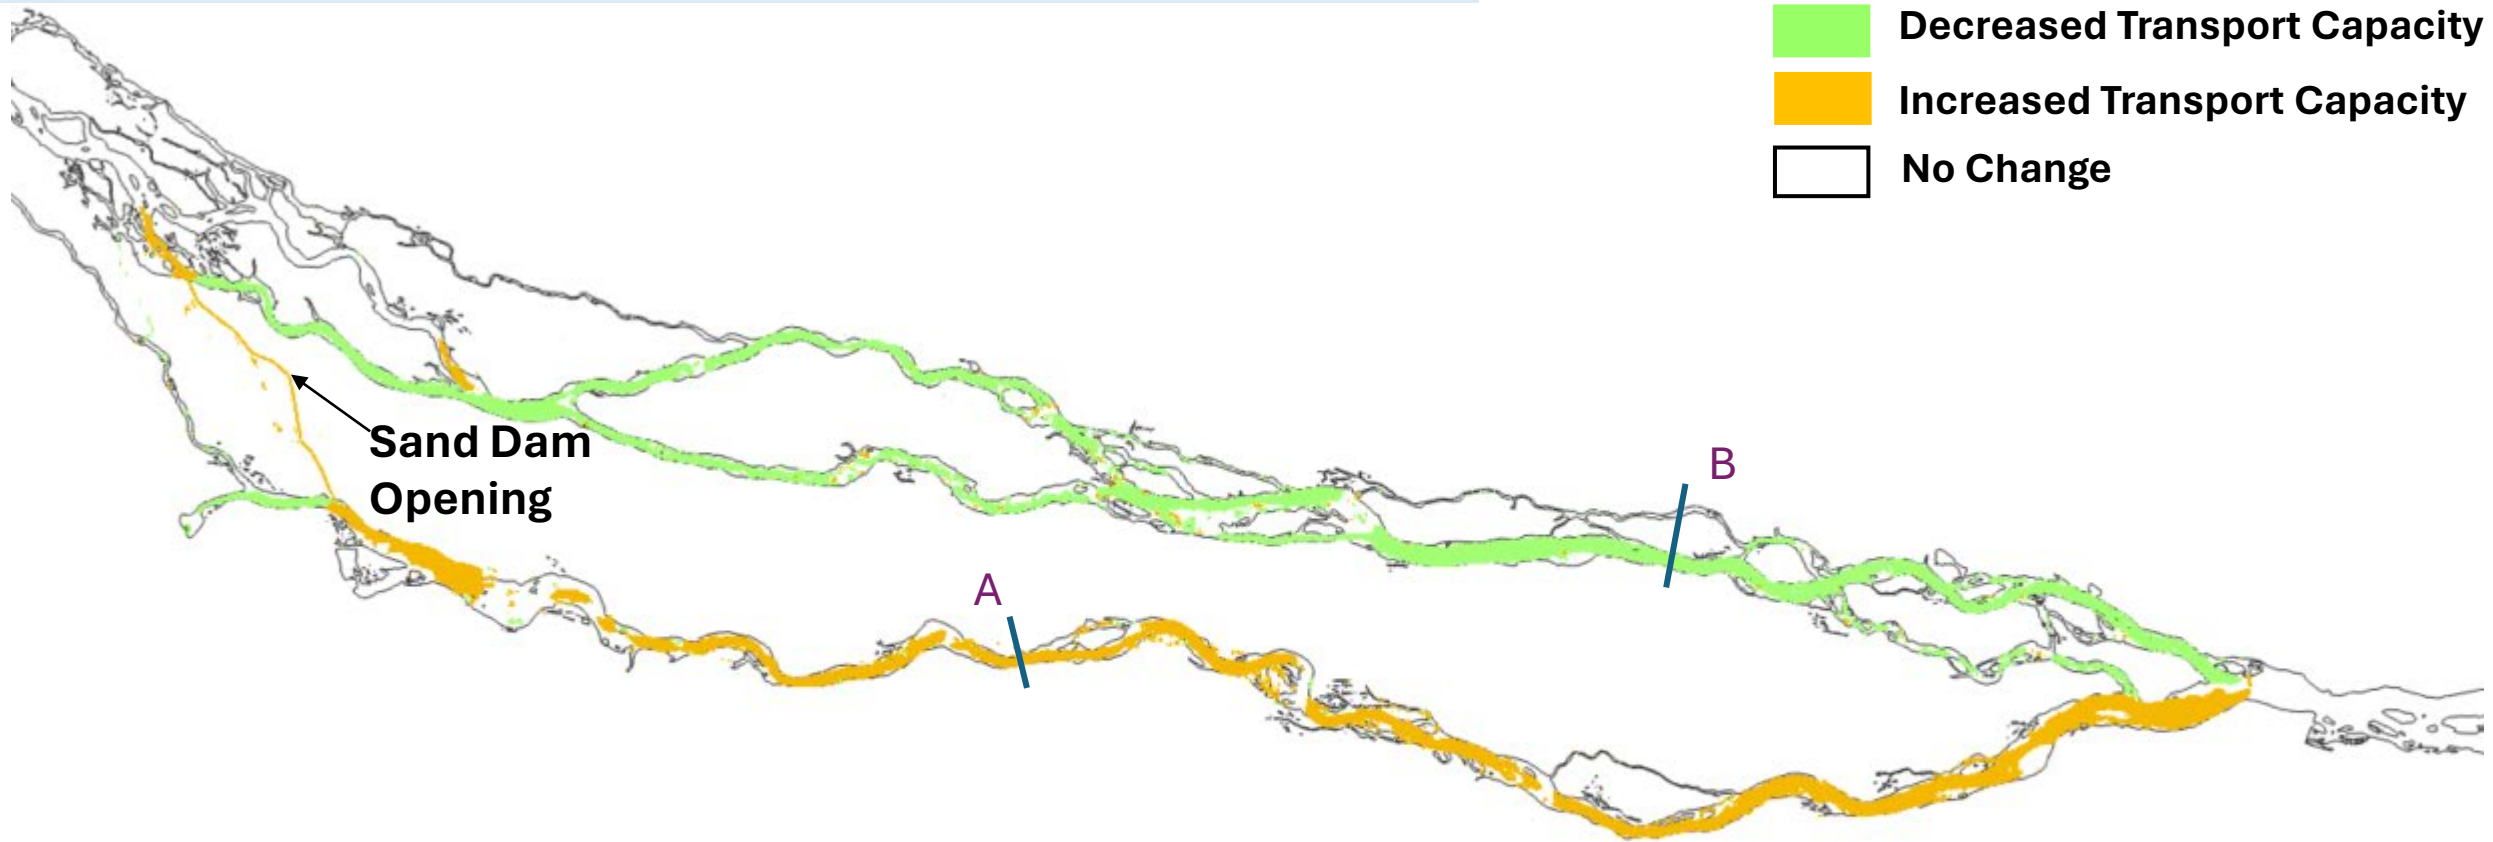 Decreased Transport Capacity
Increased Transport Capacity
No Change
Sand Dam
Opening
B
A